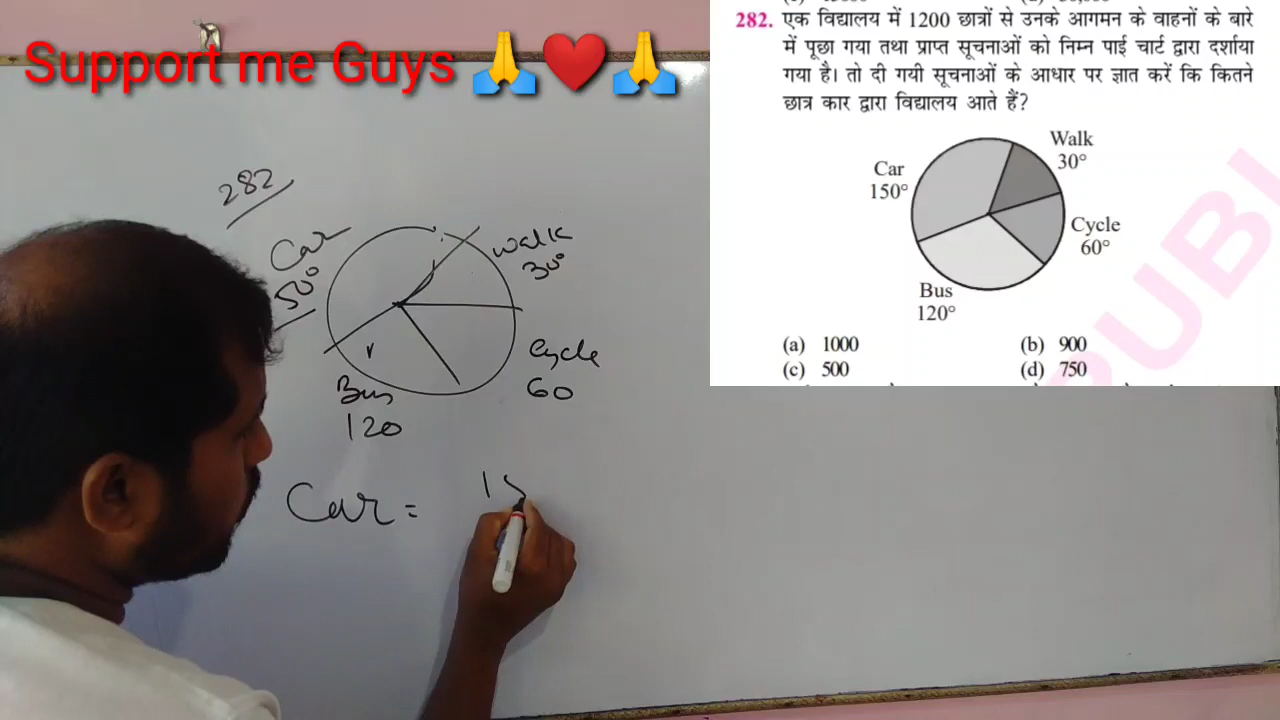 Support me Guys 🙏❤️🙏
282. एक विद्यालय में 1200 छात्रों से उनके आगमन के वाहनों के बारे
में पूछा गया तथा प्राप्त सूचनाओं को निम्न पाई चार्ट द्वारा दर्शाया
गया है। तो दी गयी सूचनाओं के आधार पर ज्ञात करें कि कितने
छात्र कार द्वारा विद्यालय आते हैं?
Walk
30°
Car
150°
Cycle
60°
Bus
120°
(a) 1000
(b) 900
(c) 500
(d) 750
PUBL
282
Car
50°
Walk
30°
Cycle
60
Bus
120
Car =